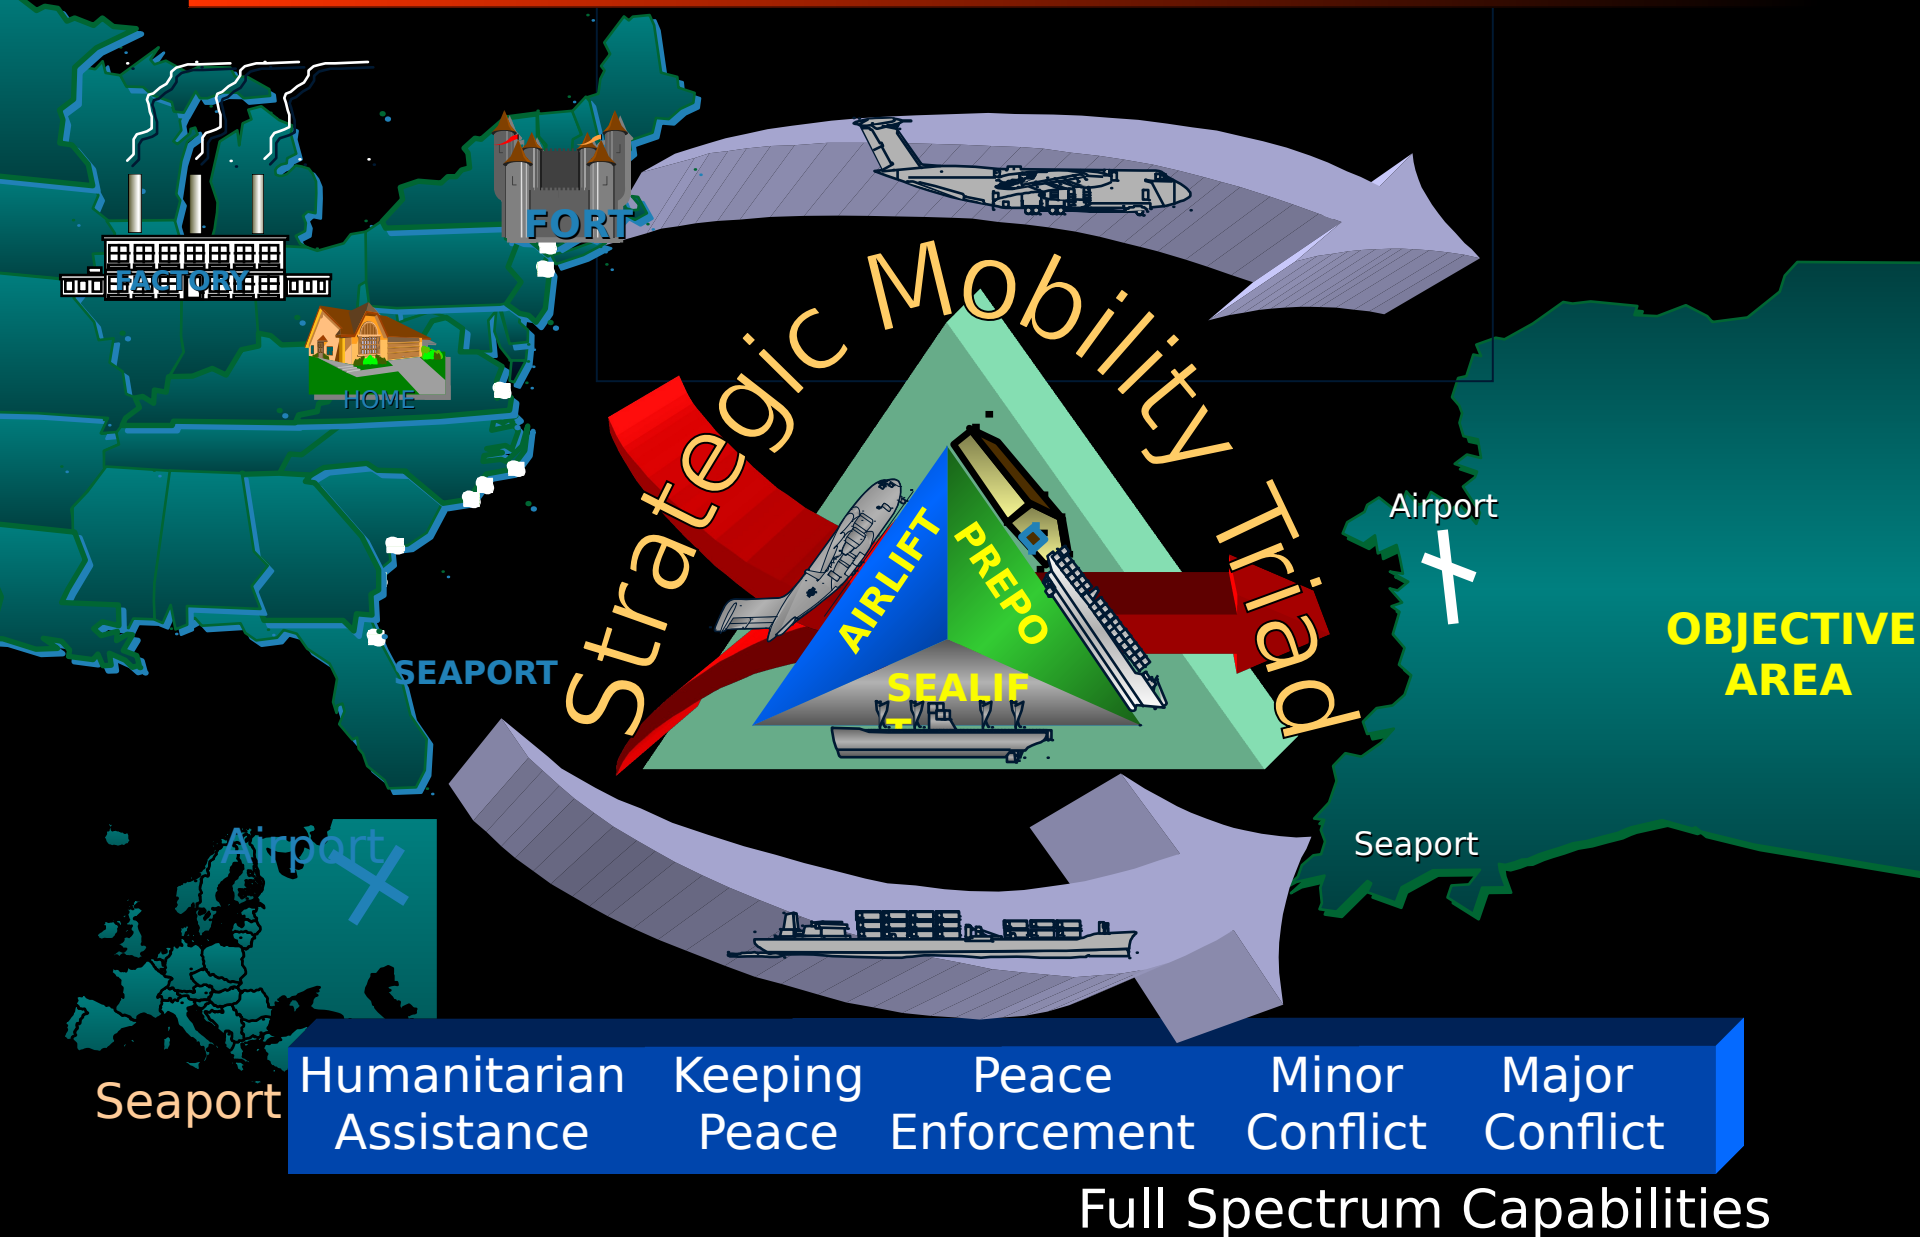 FORT
FACTORY
HOME
Strategic Mobility Triad
AIRLIFT
PREPO
SEALIF
T
SEAPORT
Airport
OBJECTIVE
AREA
Seaport
Airport
Seaport
Humanitarian
Assistance
Keeping
Peace
Peace
Enforcement
Minor
Conflict
Major
Conflict
Full Spectrum Capabilities